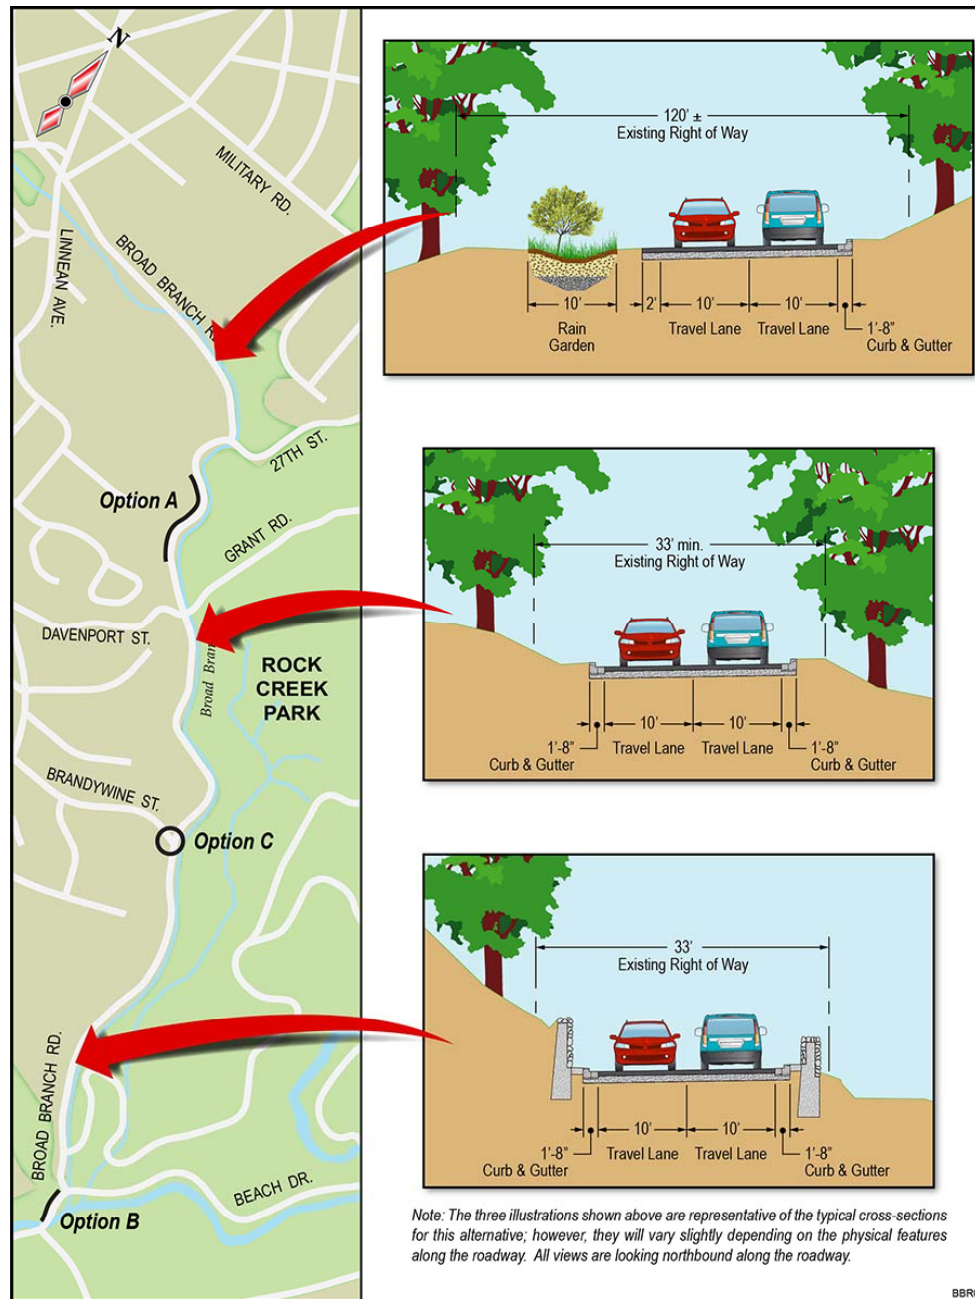 N
MILITARY RD.
LINNEAN AVE.
BROAD BRANCH RD.
27TH ST.
Option A
GRANT RD.
DAVENPORT ST.
Broad Bran
ROCK
CREEK
PARK
BRANDYWINE ST.
Option C
BROAD BRANCH RD.
BEACH DR.
Option B
120' ±
Existing Right of Way
10' 2' 10' 10'
Rain
Garden
Travel Lane Travel Lane
1'-8"
Curb & Gutter
33' min.
Existing Right of Way
10' 10'
1'-8" Travel Lane Travel Lane 1'-8"
Curb & Gutter Curb & Gutter
33'
Existing Right of Way
10' 10'
1'-8" Travel Lane Travel Lane 1'-8"
Curb & Gutter Curb & Gutter
Note: The three illustrations shown above are representative of the typical cross-sections
for this alternative; however, they will vary slightly depending on the physical features
along the roadway. All views are looking northbound along the roadway.